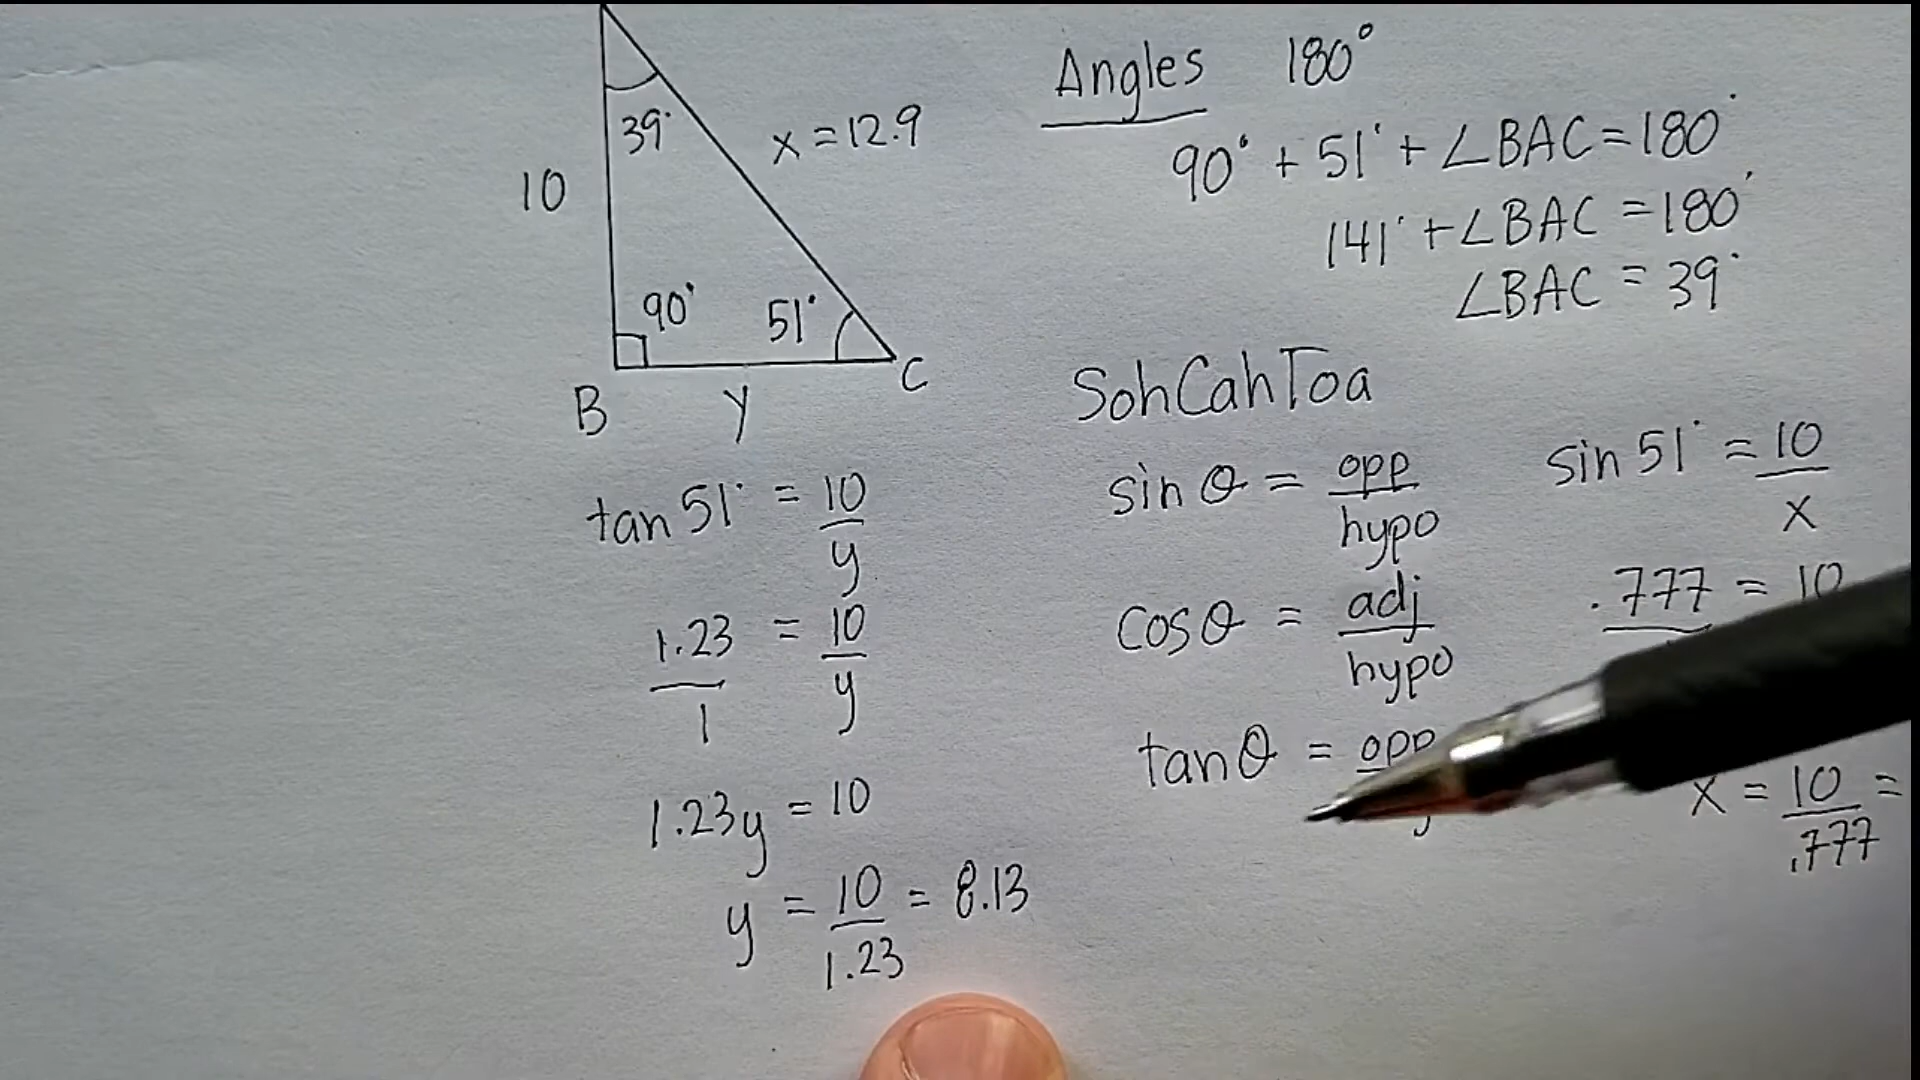 39°
x = 12.9
10
90°
51°
B
y
C
tan 51° = 10/y
1.23/1 = 10/y
1.23y = 10
y = 10/1.23 = 8.13
Angles 180°
90° + 51° + ∠BAC = 180°
141° + ∠BAC = 180°
∠BAC = 39°
SohCahToa
sin θ = opp/hypo
cos θ = adj/hypo
tan θ = opp
sin 51° = 10/x
.777 = 10
x = 10/.777 =